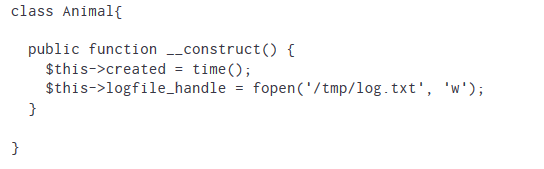 class Animal{
  public function __construct() {
    $this->created = time();
    $this->logfile_handle = fopen('/tmp/log.txt', 'w');
  }
}